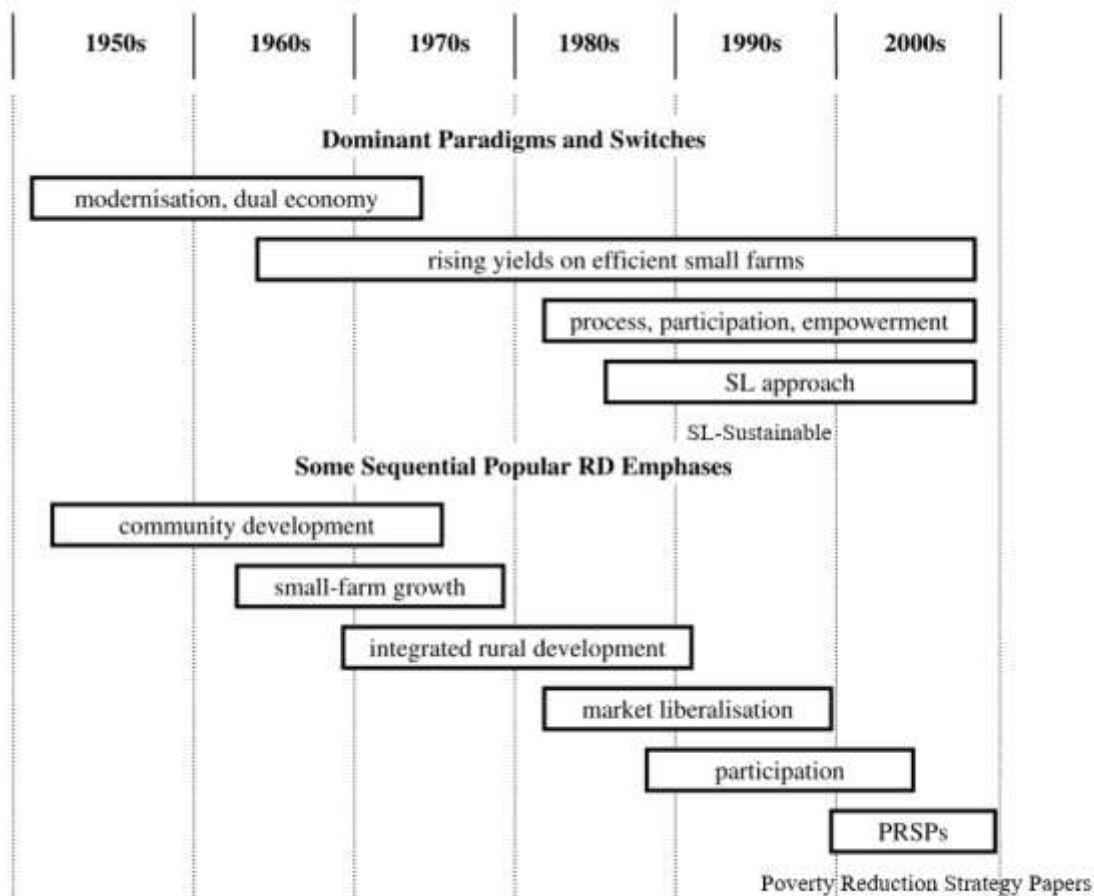 1950s 1960s 1970s 1980s 1990s 2000s
Dominant Paradigms and Switches
modernisation, dual economy
rising yields on efficient small farms
process, participation, empowerment
SL approach
SL-Sustainable
Some Sequential Popular RD Emphases
community development
small-farm growth
integrated rural development
market liberalisation
participation
PRSPs
Poverty Reduction Strategy Papers